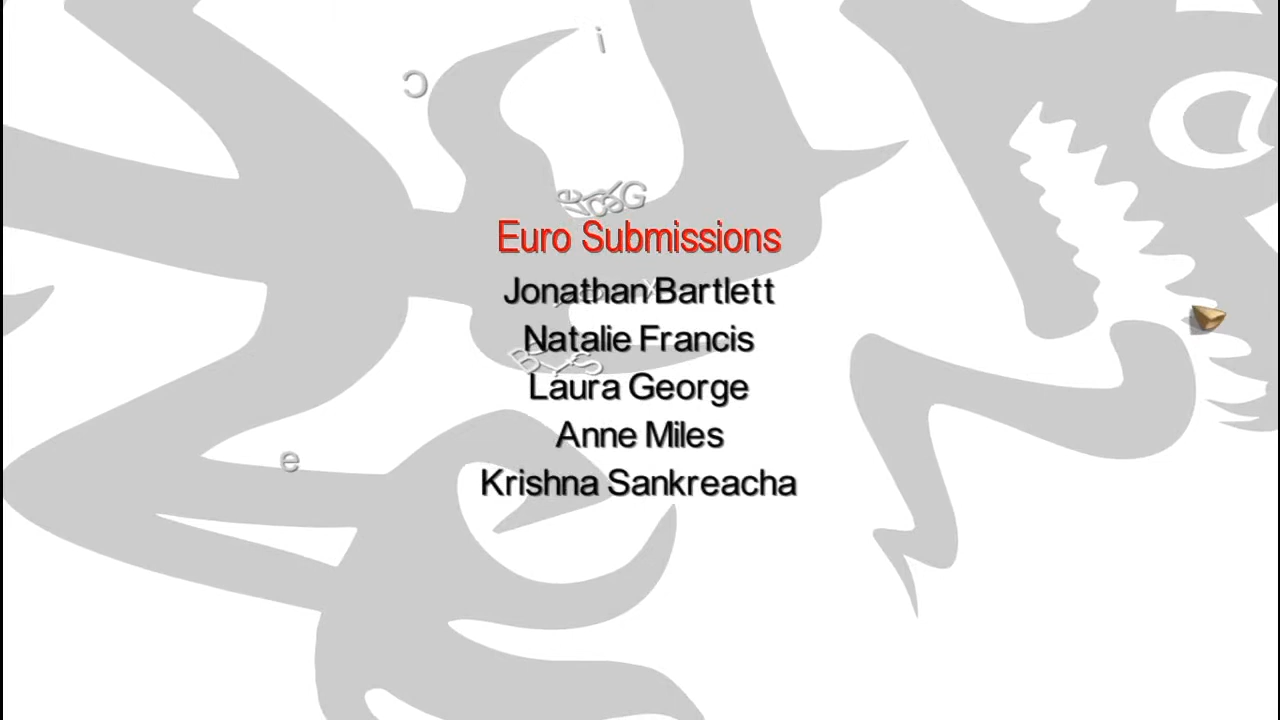 Euro Submissions
Jonathan Bartlett
Natalie Francis
Laura George
Anne Miles
Krishna Sankreacha